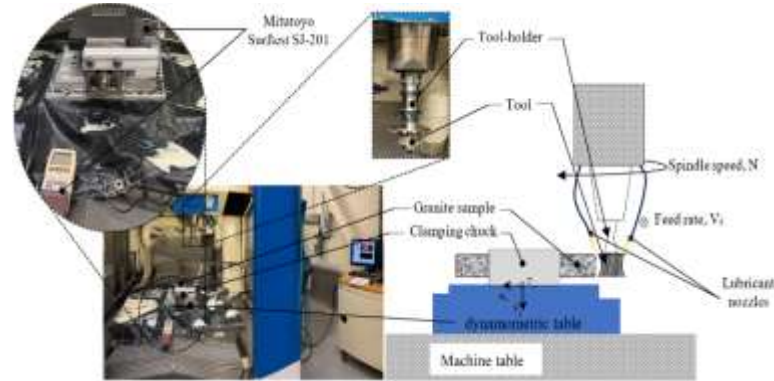 Mitutoyo
Surftest SJ-201
Tool-holder
Tool
Spindle speed, N
Granite sample
Feed rate, Vf
Clamping chock
Lubricant
nozzles
dynamometric table
Machine table